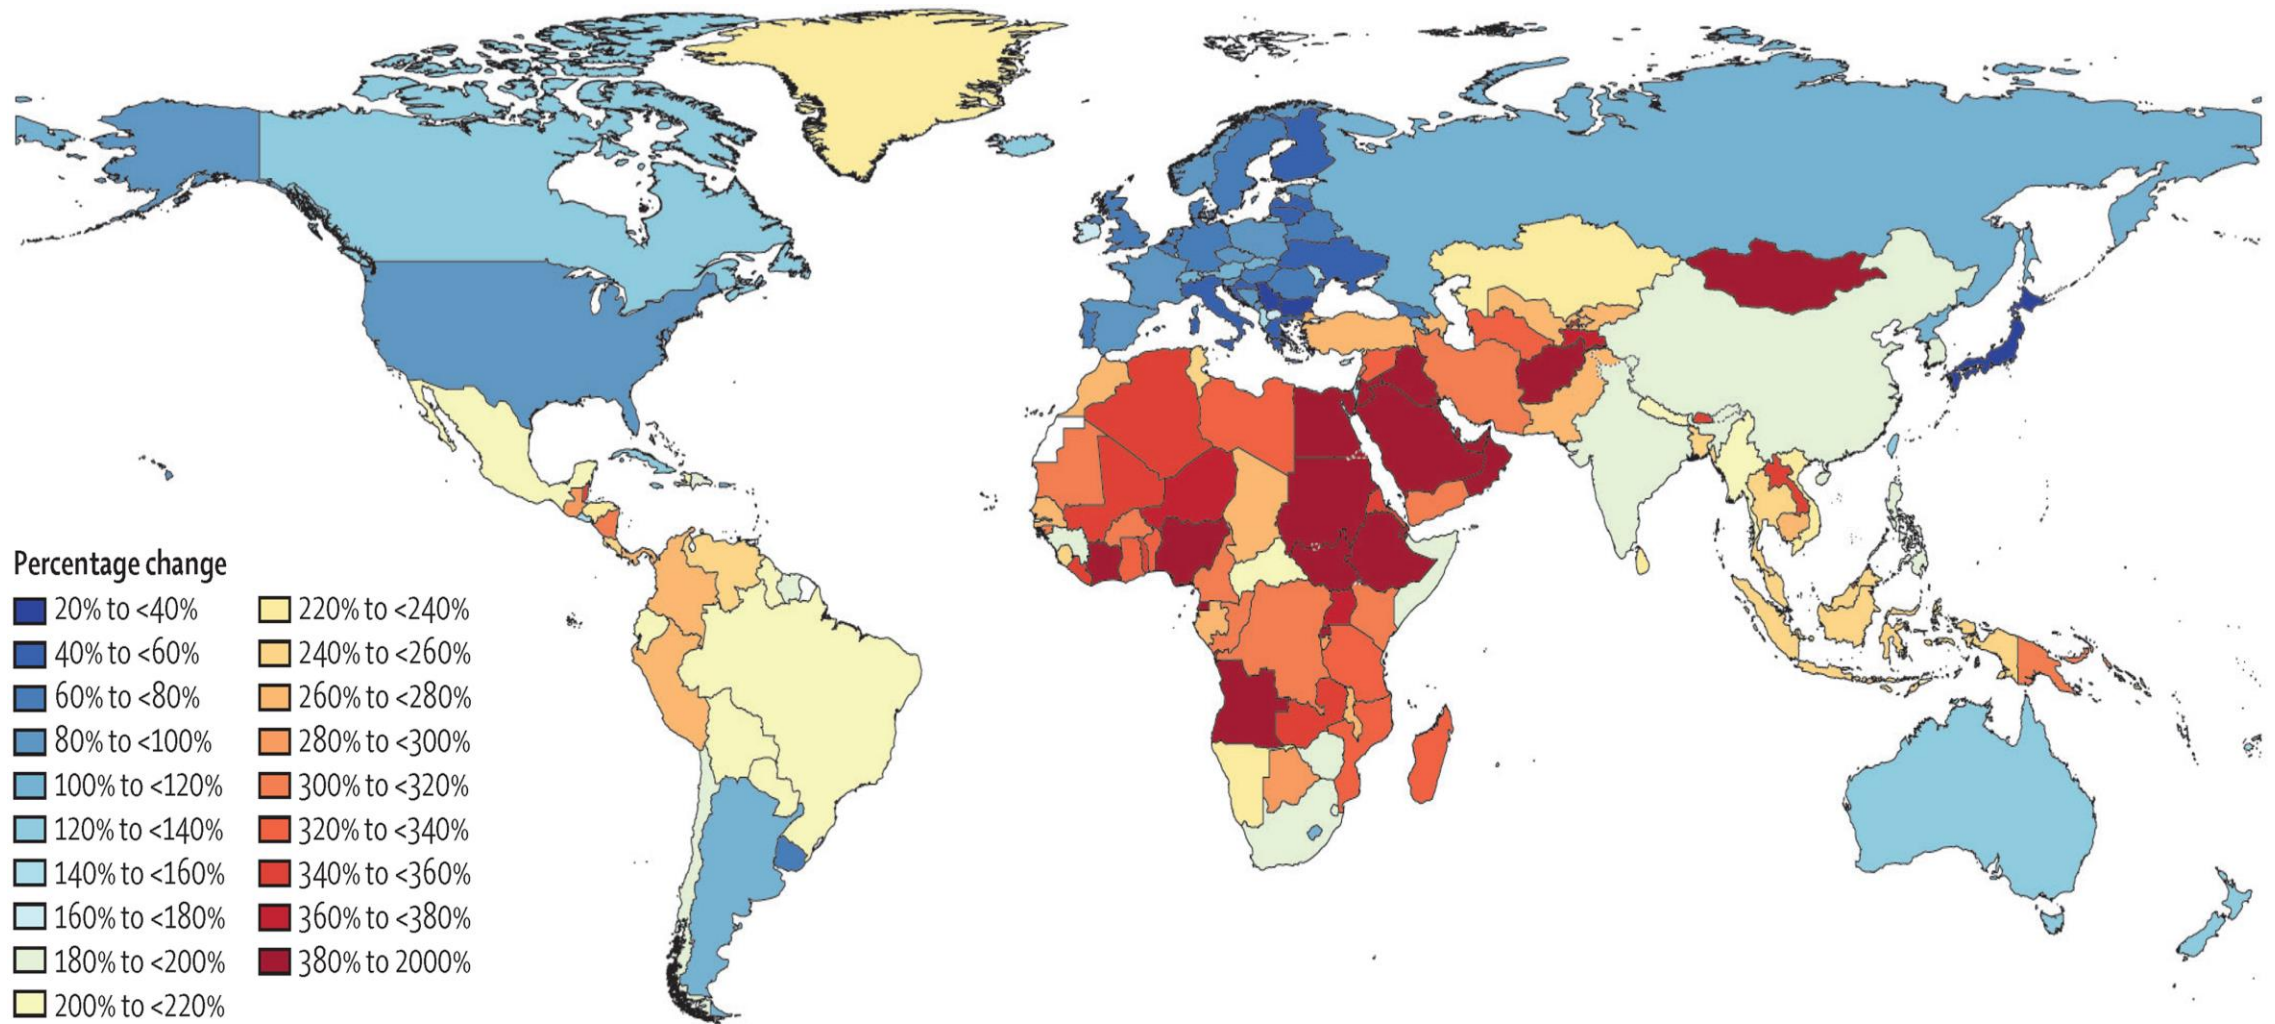 Percentage change
20% to <40%
40% to <60%
60% to <80%
80% to <100%
100% to <120%
120% to <140%
140% to <160%
160% to <180%
180% to <200%
200% to <220%
220% to <240%
240% to <260%
260% to <280%
280% to <300%
300% to <320%
320% to <340%
340% to <360%
360% to <380%
380% to 2000%